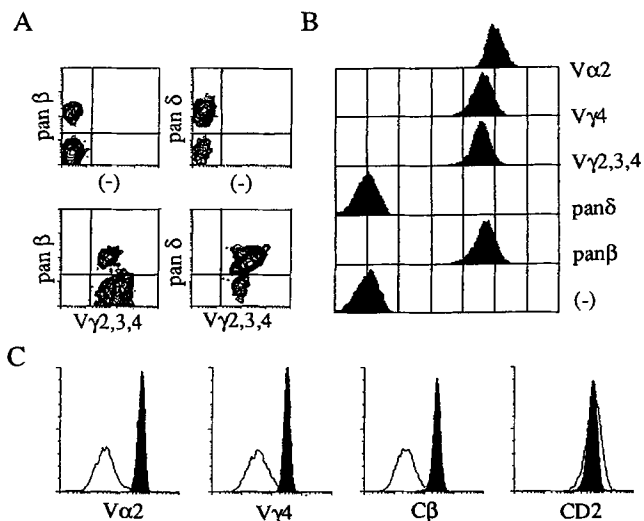 A
pan β
(-)
pan δ
(-)
pan β
Vγ2,3,4
pan δ
Vγ2,3,4
B
Vα2
Vγ4
Vγ2,3,4
panδ
panβ
(-)
C
Vα2
Vγ4
Cβ
CD2